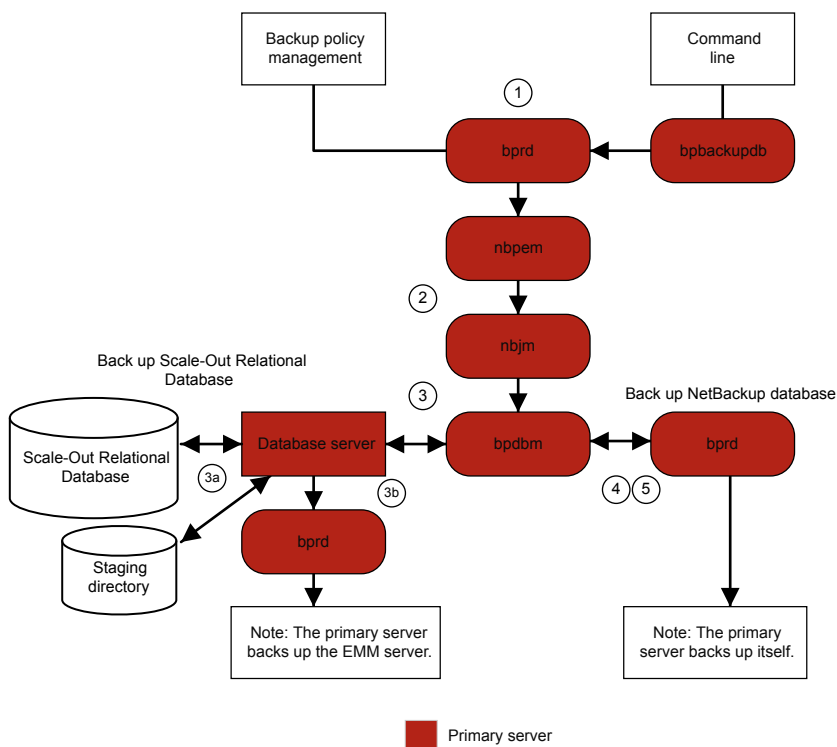 Backup policy
management
Command
line
1
bprd
bpbackupdb
nbpem
2
nbjm
Back up Scale-Out Relational
Database
3
Back up NetBackup database
Scale-Out Relational
Database
Database server
bpdbm
bprd
3a
3b
4
5
bprd
Staging
directory
Note: The primary server
backs up the EMM server.
Note: The primary
server backs up itself.
Primary server